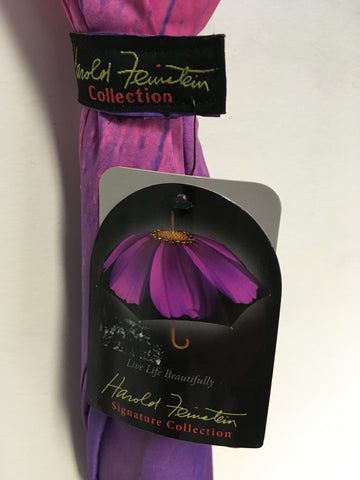 Harold Feinstein
Collection
Live Life Beautifully
Harold Feinstein
Signature Collection